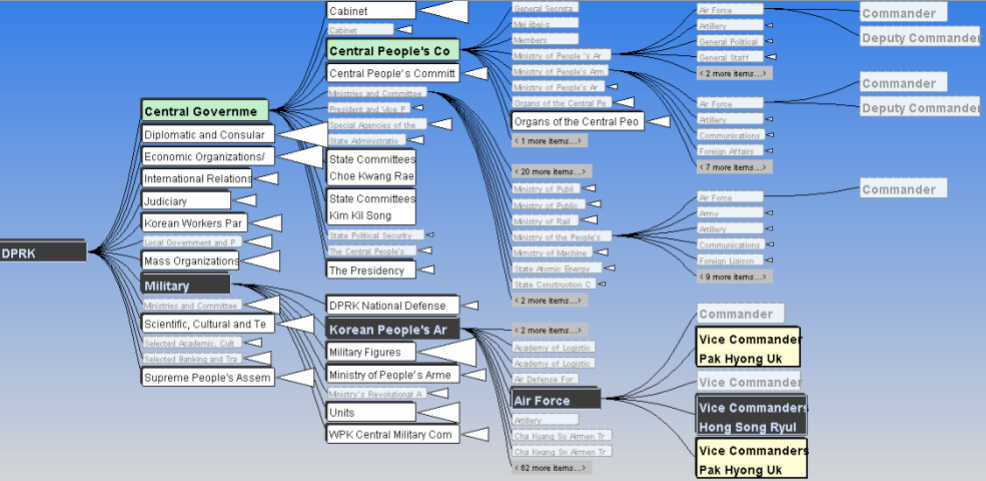 DPRK
Central Governme
Diplomatic and Consular
Economic Organizations/
International Relations
Judiciary
Korean Workers Par
Local Government and P
Mass Organizations
Military
Ministries and Committee
Scientific, Cultural and Te
Selected Academic, Cult
Selected Banking and Tra
Supreme People's Assem
Cabinet
Cabinet
Central People's Co
Central People's Committ
Ministries and Committee
President and Vice P
Special Agencies of the
State Administratio
State Committees
Choe Kwang Rae
State Committees
Kim Kil Song
State Political Security
The Central People's
The Presidency
DPRK National Defense
Korean People's Ar
Military Figures
Ministry of People's Arme
Ministry's Revolutional A
Units
WPK Central Military Com
General Secreta
Members
Ministry of People 's Ar
Ministry of People's Arm
Ministry of People's Ar
Organs of the Central Pe
Organs of the Central Peo
< 1 more items...>
< 20 more items...>
Ministry of Publi
Ministry of Public
Ministry of Rail
Ministry of the People's
Ministry of Machine
State Atomic Energy
State Construction C
< 2 more items...>
< 2 more items...>
Academy of Logistic
Academy of Logistic
Air Defense For
Air Force
Artillery
Cha Kuang Su Airmen Tr
Cha Kwang Sn Airmen Tr
< 62 more items...>
Air Force
Artillery
General Political
General Staff
< 2 more items...>
Air Force
Artillery
Communications
Foreign Affairs
< 7 more items...>
Air Force
Army
Artillery
Communications
Foreign Liaison
< 9 more items...>
Commander
Vice Commander
Pak Hyong Uk
Vice Commander
Vice Commanders
Hong Song Ryul
Vice Commanders
Pak Hyong Uk
Commander
Deputy Commander
Commander
Deputy Commander
Commander